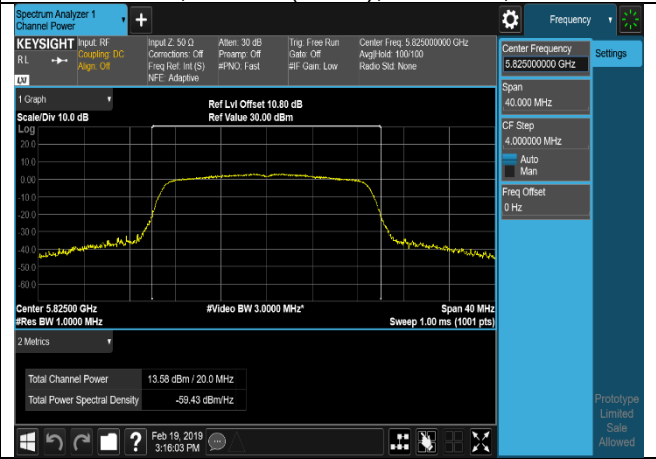 Spectrum Analyzer 1
Channel Power
+
Frequency
KEYSIGHT
Input: RF
Coupling: DC
Align: Off
Input Z: 50 Ω
Corrections: Off
Freq Ref: Int (S)
NFE: Adaptive
Atten: 30 dB
Preamp: Off
#PNO: Fast
Trig: Free Run
Gate: Off
#IF Gain: Low
Center Freq: 5.825000000 GHz
Avg|Hold: 100/100
Radio Std: None
RL
LXI
Center Frequency
5.825000000 GHz
Settings
Span
40.000 MHz
CF Step
4.000000 MHz
Auto
Man
Freq Offset
0 Hz
1 Graph
Scale/Div 10.0 dB
Ref Lvl Offset 10.80 dB
Ref Value 30.00 dBm
Log
20.0
10.0
0.00
-10.0
-20.0
-30.0
-40.0
-50.0
-60.0
Center 5.82500 GHz
#Video BW 3.0000 MHz*
Span 40 MHz
#Res BW 1.0000 MHz
Sweep 1.00 ms (1001 pts)
2 Metrics
Total Channel Power 13.58 dBm / 20.0 MHz
Total Power Spectral Density -59.43 dBm/Hz
Feb 19, 2019
3:16:03 PM
?
Prototype
Limited
Sale
Allowed